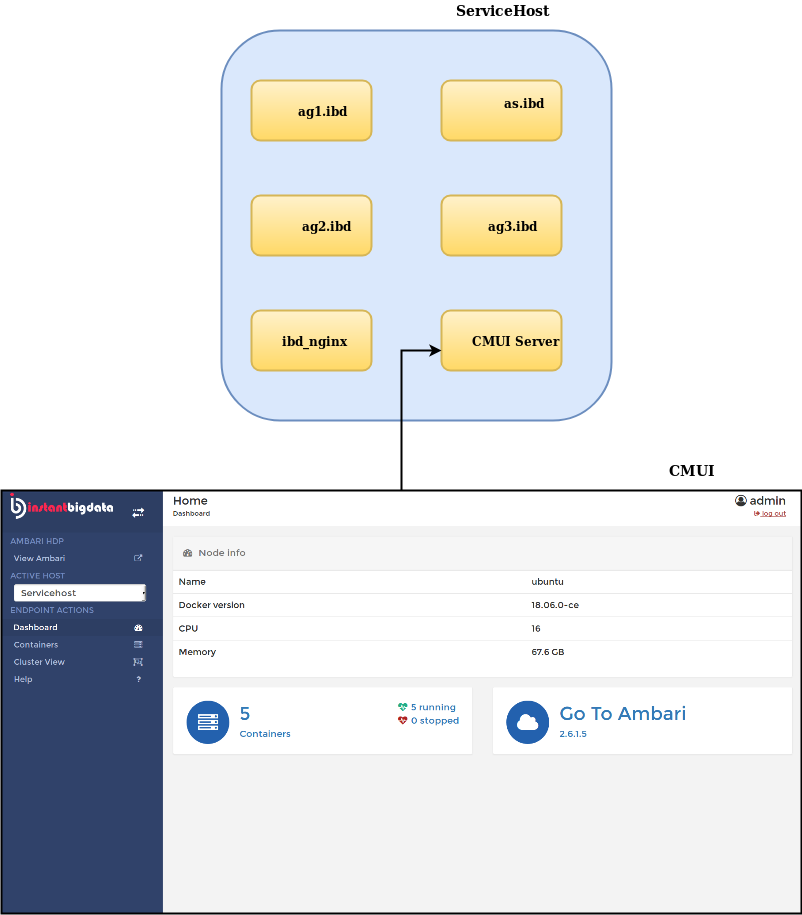 ServiceHost
ag1.ibd
as.ibd
ag2.ibd
ag3.ibd
ibd_nginx
CMUI Server
CMUI
instantbigdata
AMBARI HDP
View Ambari
ACTIVE HOST
Servicehost
ENDPOINT ACTIONS
Dashboard
Containers
Cluster View
Help ?
Home
Dashboard
admin
log out
Node info
Name ubuntu
Docker version 18.06.0-ce
CPU 16
Memory 67.6 GB
5
Containers
5 running
0 stopped
Go To Ambari
2.6.1.5